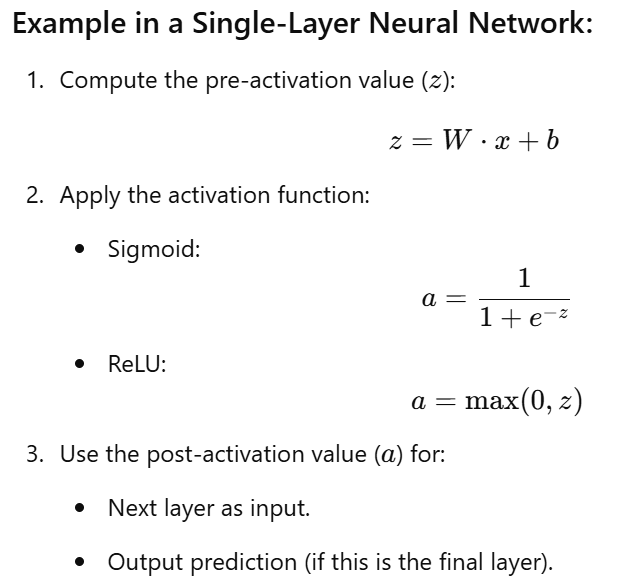 Example in a Single-Layer Neural Network:
1. Compute the pre-activation value (z):
z = W · x + b
2. Apply the activation function:
• Sigmoid:
a = 1 / (1 + e^{-z})
• ReLU:
a = max(0, z)
3. Use the post-activation value (a) for:
• Next layer as input.
• Output prediction (if this is the final layer).